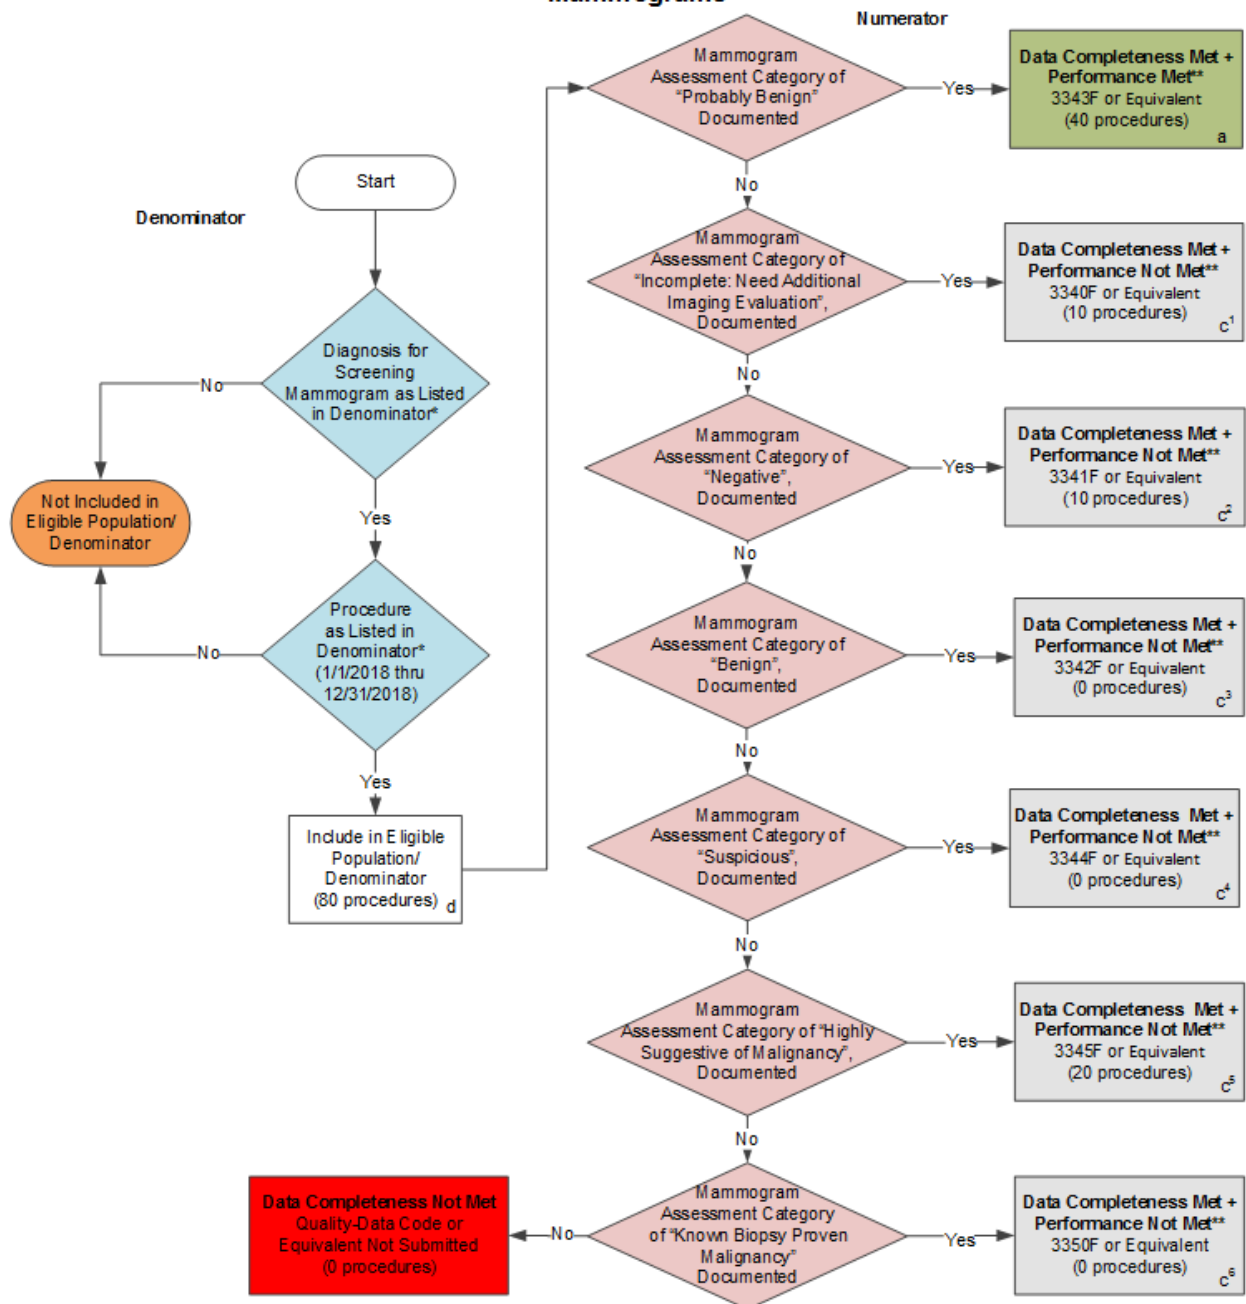 Numerator
Denominator
Start
Diagnosis for
Screening
Mammogram as Listed
in Denominator*
No
Yes
Not Included in
Eligible Population/
Denominator
Procedure
as Listed in
Denominator*
(1/1/2018 thru
12/31/2018)
No
Yes
Include in Eligible
Population/
Denominator
(80 procedures) d
Mammogram
Assessment Category of
“Probably Benign”
Documented
Yes
Data Completeness Met +
Performance Met**
3343F or Equivalent
(40 procedures)
a
No
Mammogram
Assessment Category of
“Incomplete: Need Additional
Imaging Evaluation”,
Documented
Yes
Data Completeness Met +
Performance Not Met**
3340F or Equivalent
(10 procedures)
c¹
No
Mammogram
Assessment Category of
“Negative”,
Documented
Yes
Data Completeness Met +
Performance Not Met**
3341F or Equivalent
(10 procedures)
c²
No
Mammogram
Assessment Category of
“Benign”,
Documented
Yes
Data Completeness Met +
Performance Not Met**
3342F or Equivalent
(0 procedures)
c³
No
Mammogram
Assessment Category of
“Suspicious”,
Documented
Yes
Data Completeness Met +
Performance Not Met**
3344F or Equivalent
(0 procedures)
c⁴
No
Mammogram
Assessment Category of “Highly
Suggestive of Malignancy”,
Documented
Yes
Data Completeness Met +
Performance Not Met**
3345F or Equivalent
(20 procedures)
c⁵
No
Mammogram
Assessment Category
of “Known Biopsy Proven
Malignancy”
Documented
Yes
Data Completeness Met +
Performance Not Met**
3350F or Equivalent
(0 procedures)
c⁶
No
Data Completeness Not Met
Quality-Data Code or
Equivalent Not Submitted
(0 procedures)